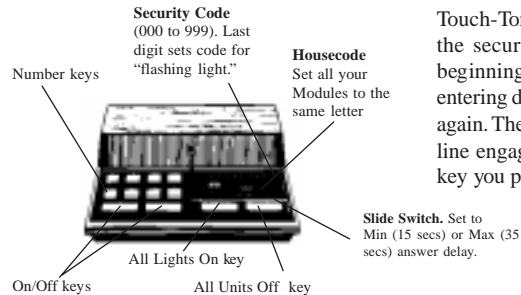 Security Code
(000 to 999). Last
digit sets code for
“flashing light.”
Housecode
Set all your
Modules to the
same letter
Number keys
Slide Switch. Set to
Min (15 secs) or Max (35
secs) answer delay.
All Lights On key
On/Off keys
All Units Off key
Touch-Ton
the securi
beginning
entering d
again. The
line engag
key you p